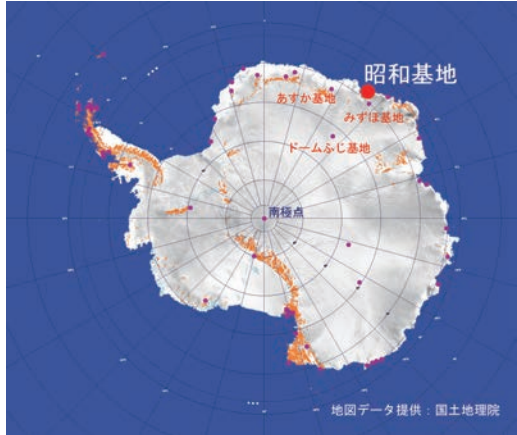 昭和基地
あすか基地
みずほ基地
ドームふじ基地
南極点
地図データ提供：国土地理院